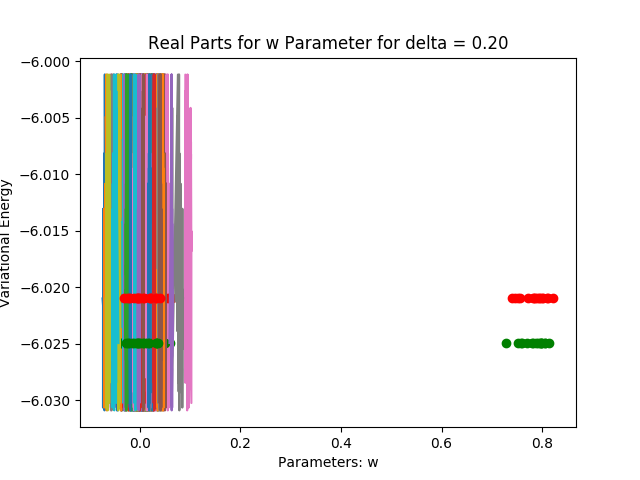 Real Parts for w Parameter for delta = 0.20
Variational Energy
−6.000
−6.005
−6.010
−6.015
−6.020
−6.025
−6.030
0.0 0.2 0.4 0.6 0.8
Parameters: w